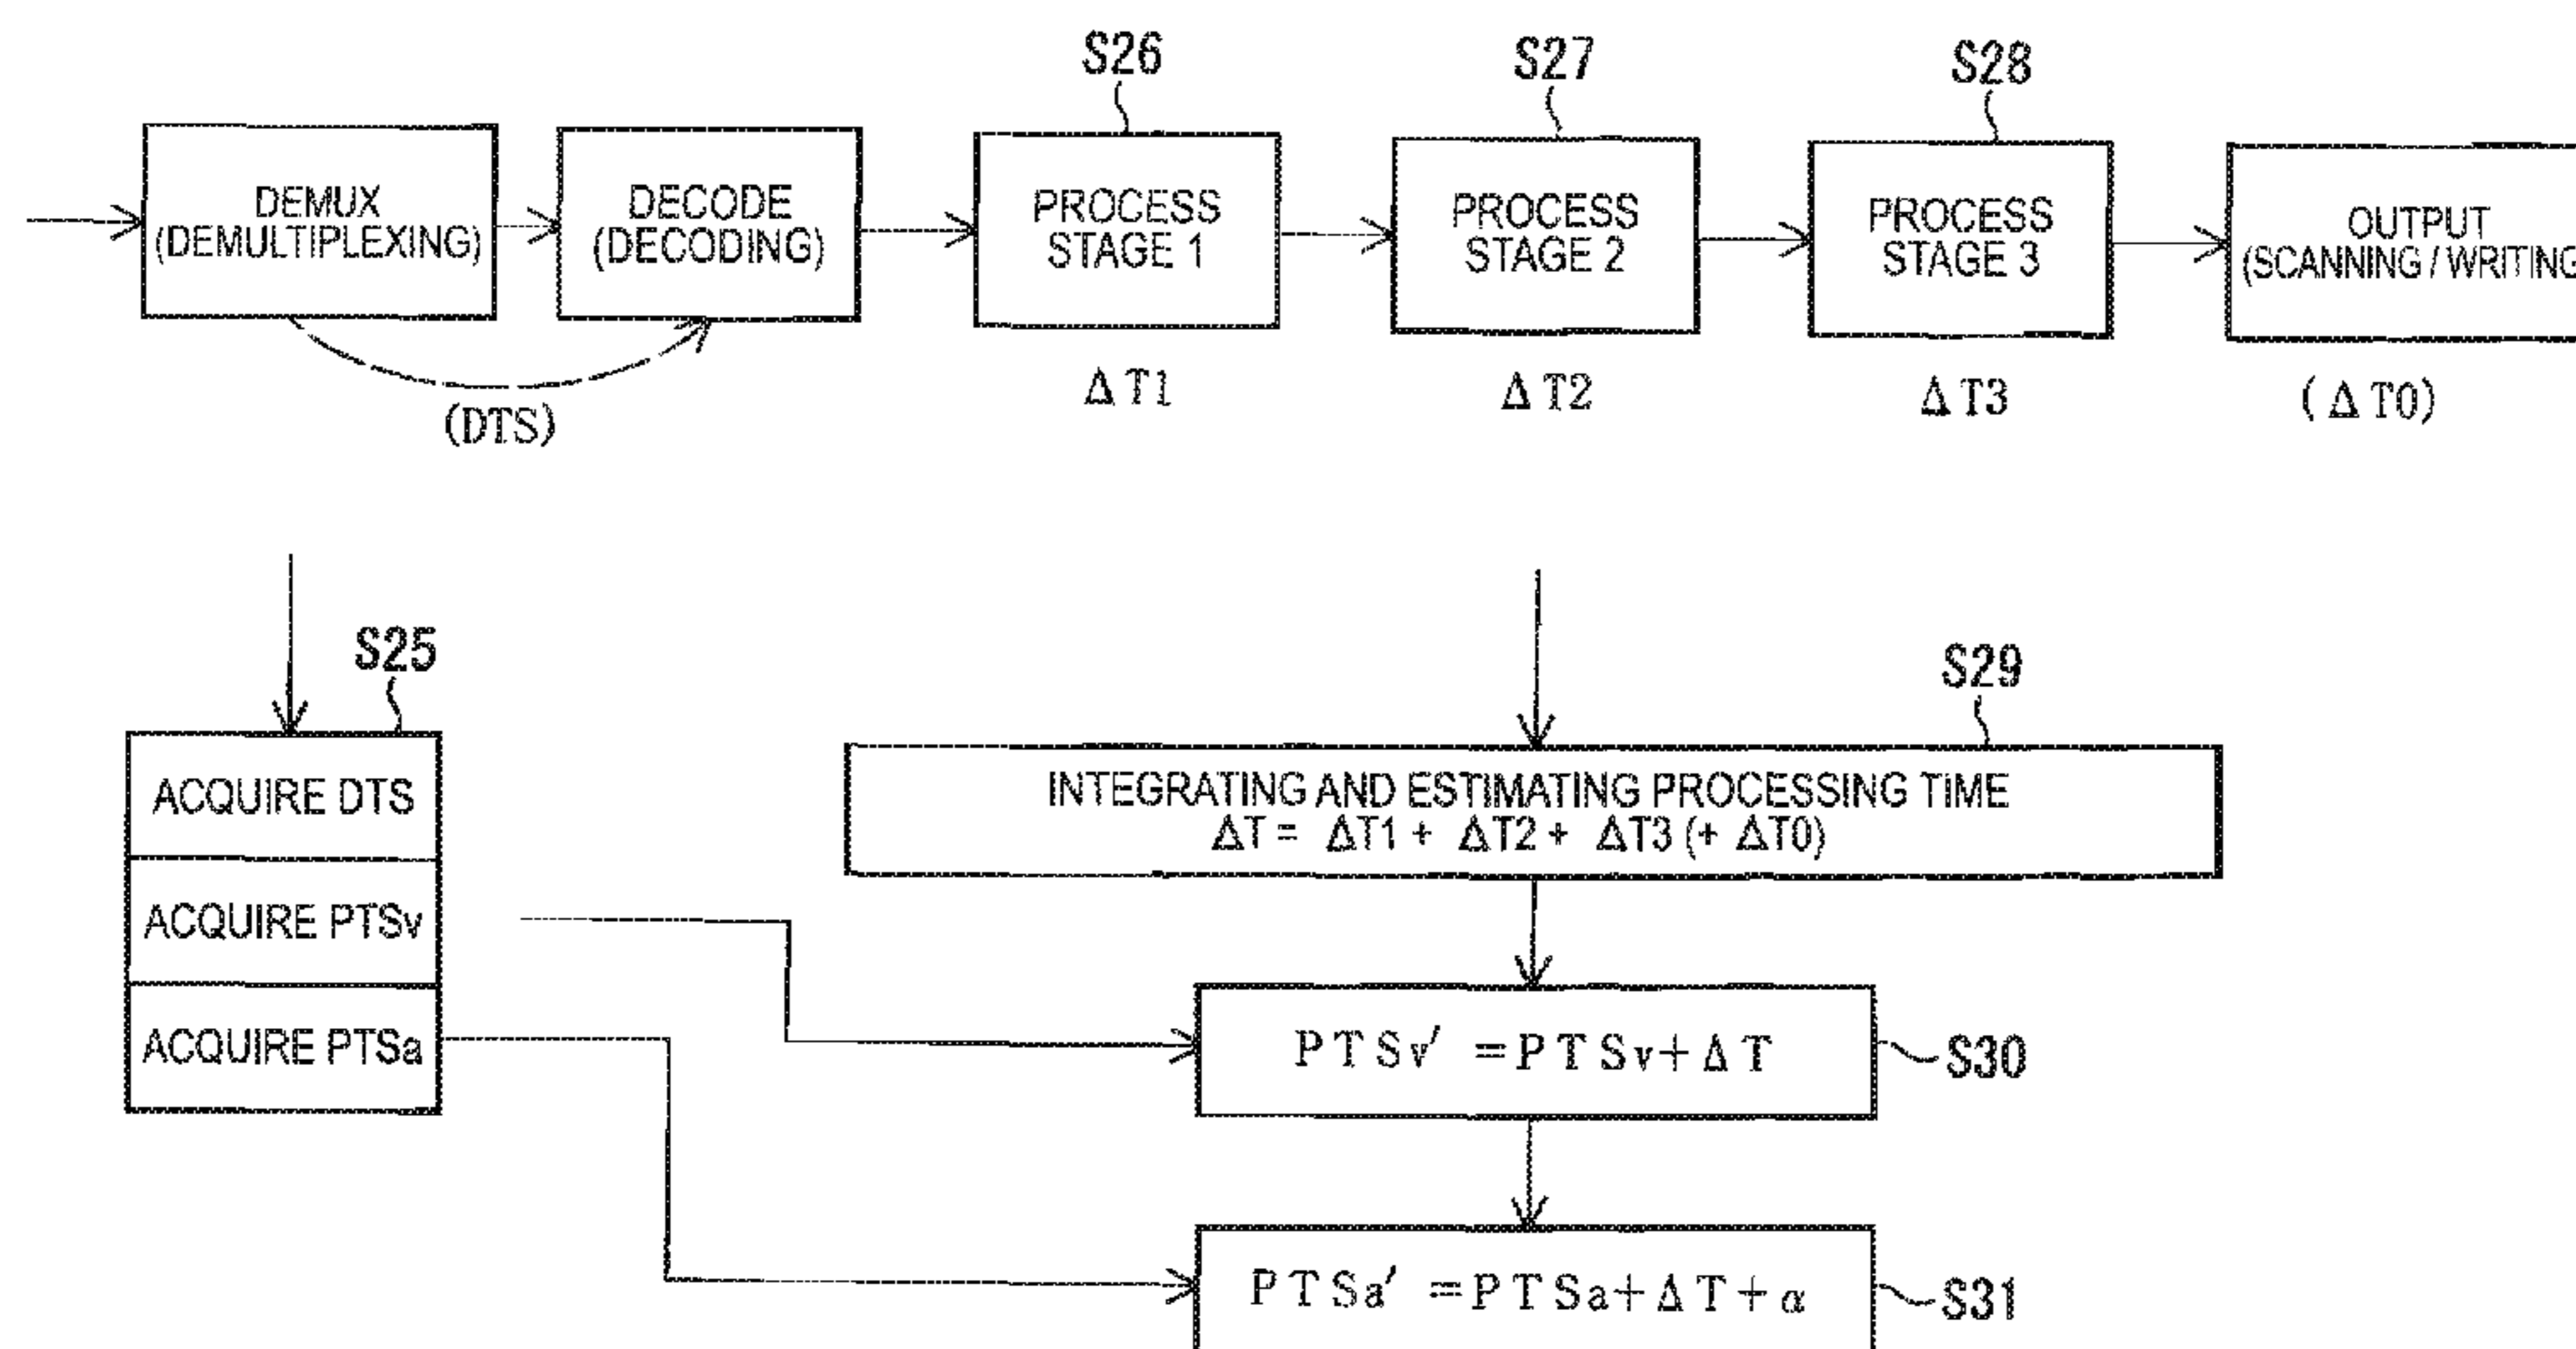 S26
S27
S28
DEMUX
(DEMULTIPLEXING)
DECODE
(DECODING)
PROCESS
STAGE 1
PROCESS
STAGE 2
PROCESS
STAGE 3
OUTPUT
(SCANNING / WRITING
(DTS)
ΔT1
ΔT2
ΔT3
(ΔT0)
S25
ACQUIRE DTS
ACQUIRE PTSv
ACQUIRE PTSa
S29
INTEGRATING AND ESTIMATING PROCESSING TIME
ΔT = ΔT1 + ΔT2 + ΔT3 (+ ΔT0)
PTSv′ =PTSv+ΔT
S30
PTSa′ =PTSa+ΔT+α
S31